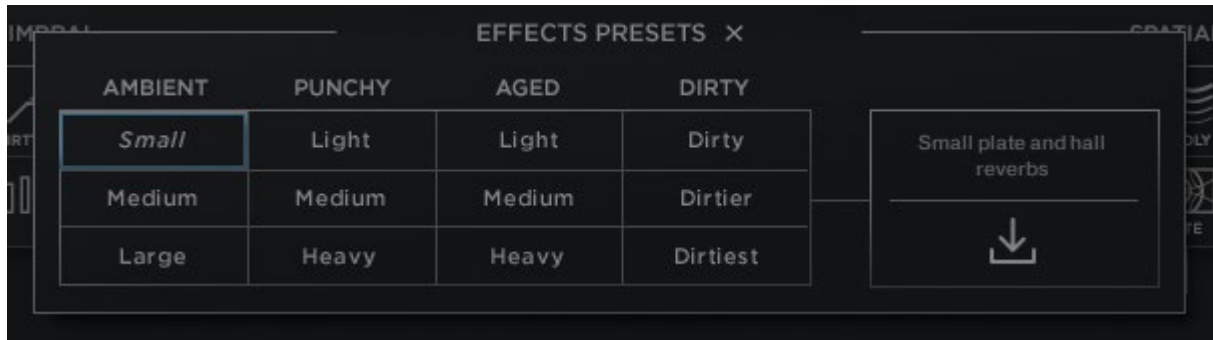 EFFECTS PRESETS ×
AMBIENT PUNCHY AGED DIRTY
Small Light Light Dirty
Medium Medium Medium Dirtier
Large Heavy Heavy Dirtiest
Small plate and hall
reverbs